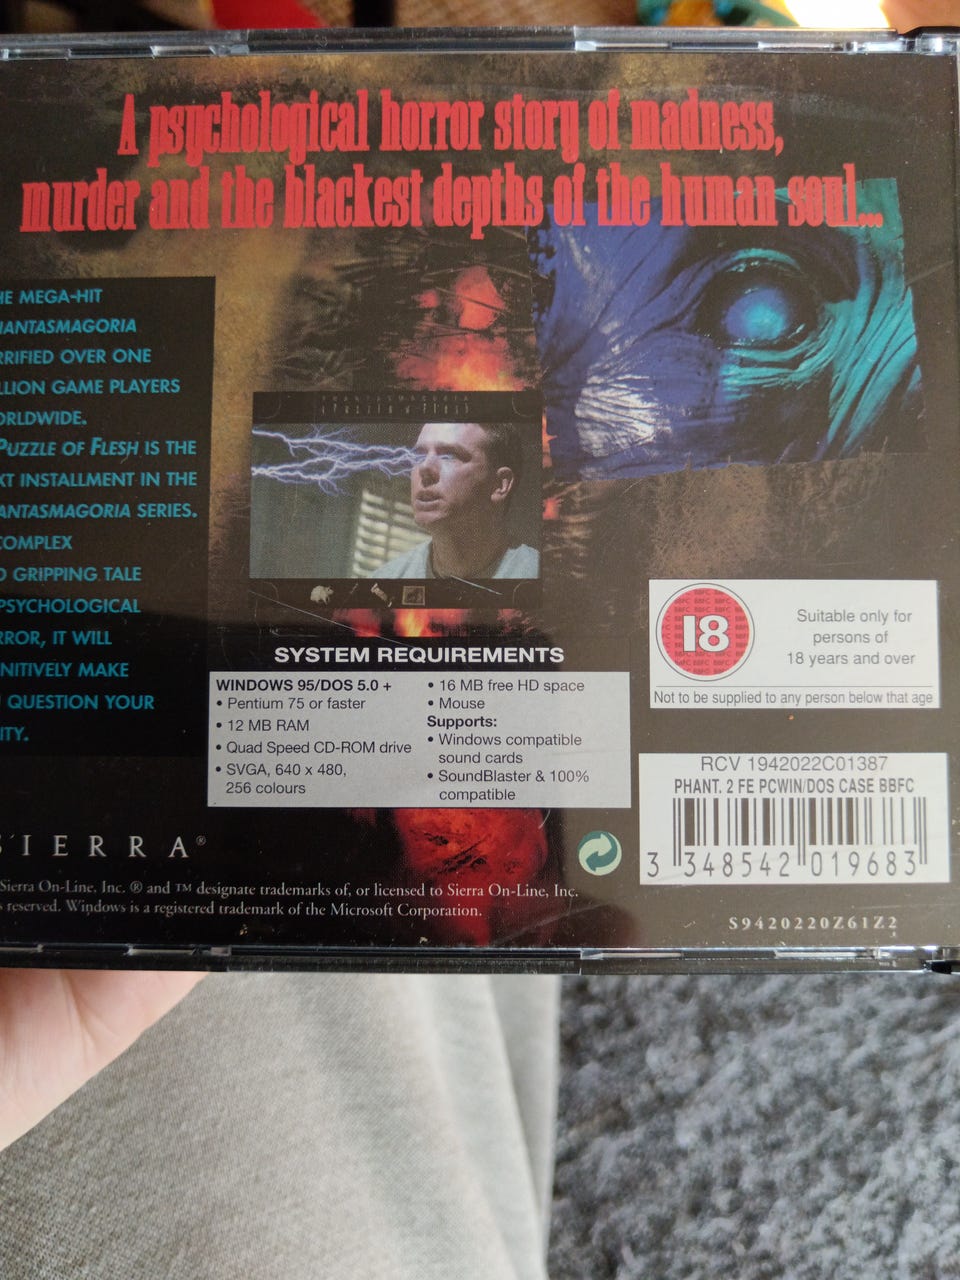 A psychological horror story of madness,
murder and the blackest depths of the human soul...
HE MEGA-HIT
HANTASMAGORIA
RRIFIED OVER ONE
LLION GAME PLAYERS
ORLDWIDE.
PUZZLE OF FLESH IS THE
XT INSTALLMENT IN THE
ANTASMAGORIA SERIES.
COMPLEX
D GRIPPING TALE
PSYCHOLOGICAL
RROR, IT WILL
INITIVELY MAKE
U QUESTION YOUR
ITY.
PHANTASMAGORIA
a Puzzle of Flesh
SYSTEM REQUIREMENTS
WINDOWS 95/DOS 5.0 +
• Pentium 75 or faster
• 12 MB RAM
• Quad Speed CD-ROM drive
• SVGA, 640 x 480,
256 colours
• 16 MB free HD space
• Mouse
Supports:
• Windows compatible
sound cards
• SoundBlaster & 100%
compatible
18
Suitable only for
persons of
18 years and over
Not to be supplied to any person below that age
RCV 1942022C01387
PHANT. 2 FE PCWIN/DOS CASE BBFC
3 348542 019683
S9420220Z61Z2
SIERRA®
Sierra On-Line, Inc. ® and ™ designate trademarks of, or licensed to Sierra On-Line, Inc.
s reserved. Windows is a registered trademark of the Microsoft Corporation.